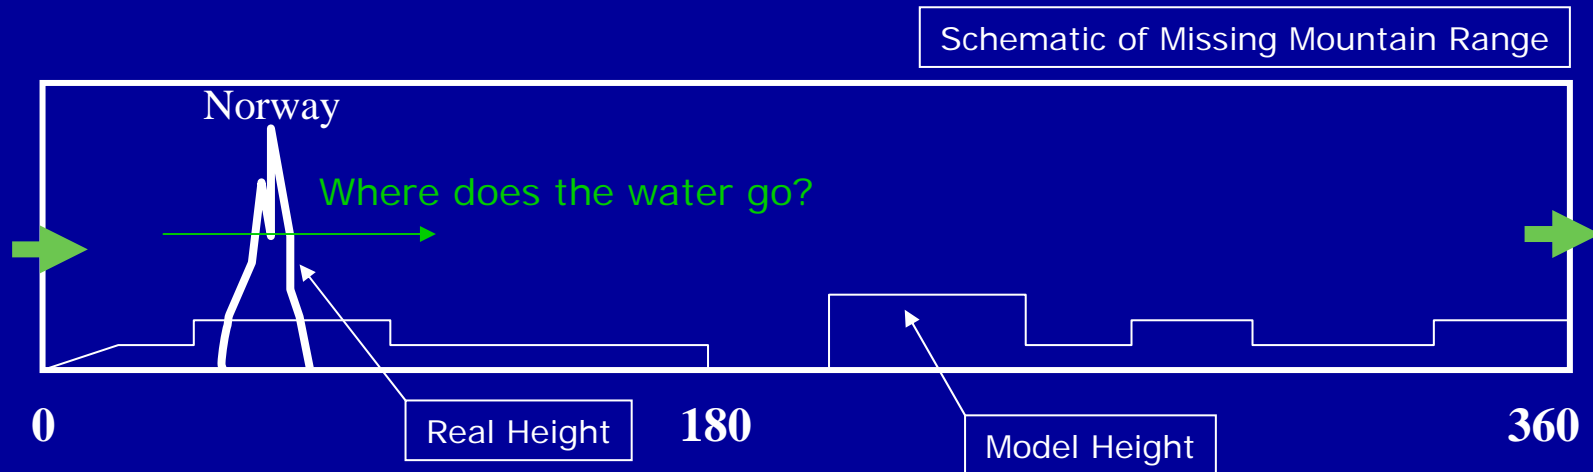 Schematic of Missing Mountain Range
Norway
Where does the water go?
0
180
360
Real Height
Model Height